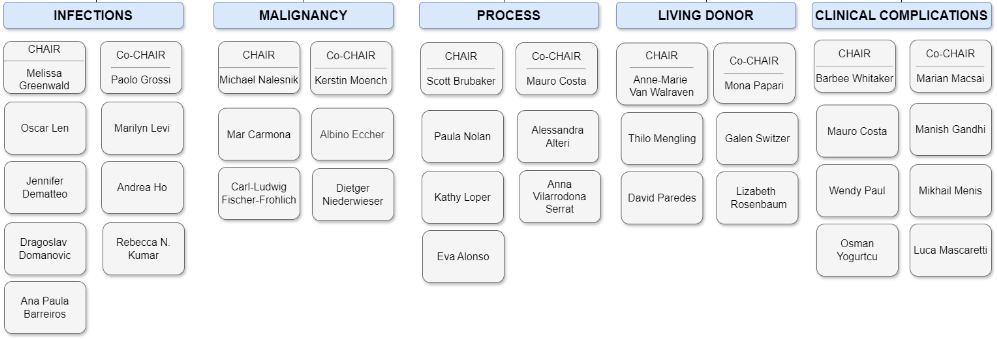 INFECTIONS
CHAIR
Melissa
Greenwald
Co-CHAIR
Paolo Grossi
Oscar Len
Marilyn Levi
Jennifer
Dematteo
Andrea Ho
Dragoslav
Domanovic
Rebecca N.
Kumar
Ana Paula
Barreiros
MALIGNANCY
CHAIR
Michael Nalesnik
Co-CHAIR
Kerstin Moench
Mar Carmona
Albino Eccher
Carl-Ludwig
Fischer-Frohlich
Dietger
Niederwieser
PROCESS
CHAIR
Scott Brubaker
Co-CHAIR
Mauro Costa
Paula Nolan
Alessandra
Alteri
Kathy Loper
Anna
Vilarrodona
Serrat
Eva Alonso
LIVING DONOR
CHAIR
Anne-Marie
Van Walraven
Co-CHAIR
Mona Papari
Thilo Mengling
Galen Switzer
David Paredes
Lizabeth
Rosenbaum
CLINICAL COMPLICATIONS
CHAIR
Barbee Whitaker
Co-CHAIR
Marian Macsai
Mauro Costa
Manish Gandhi
Wendy Paul
Mikhail Menis
Osman
Yogurtcu
Luca Mascaretti